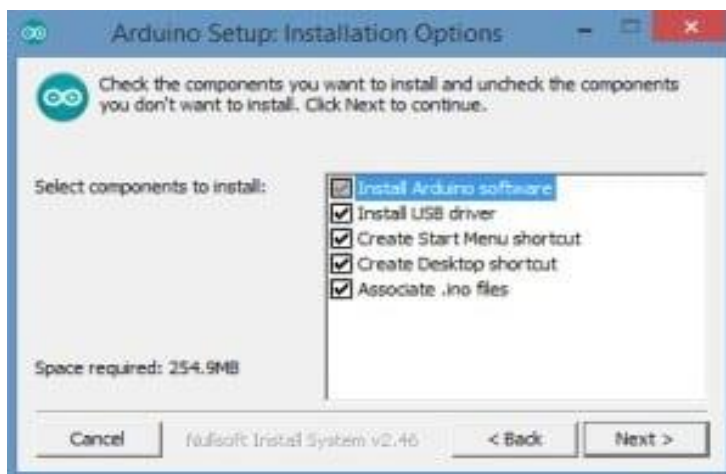 Arduino Setup: Installation Options
Check the components you want to install and uncheck the components
you don't want to install. Click Next to continue.
Select components to install:
Install Arduino software
Install USB driver
Create Start Menu shortcut
Create Desktop shortcut
Associate .ino files
Space required: 254.9MB
Cancel
Nullsoft Install System v2.46
< Back
Next >